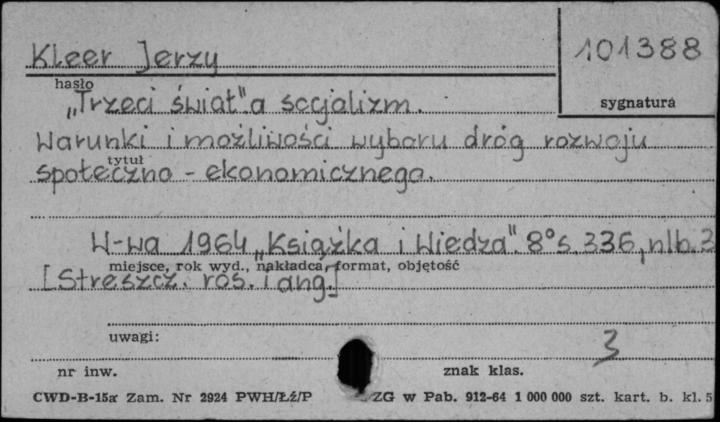 Kleer Jerzy
101388
hasło
sygnatura
„Trzeci świat" a socjalizm.
Warunki i możliwości wyboru dróg rozwoju
tytuł
społeczno - ekonomicznego.
W-wa 1964 „Książka i Wiedza". 8° s. 336, nlb. 3
miejsce, rok wyd., nakładca, format, objętość
[Streszcz. ros. i ang.]
uwagi:
3
nr inw.
znak klas.
CWD-B-15a Zam. Nr 2924 PWH/Łź/P
ZG w Pab. 912-64 1 000 000 szt. kart. b. kl. 5